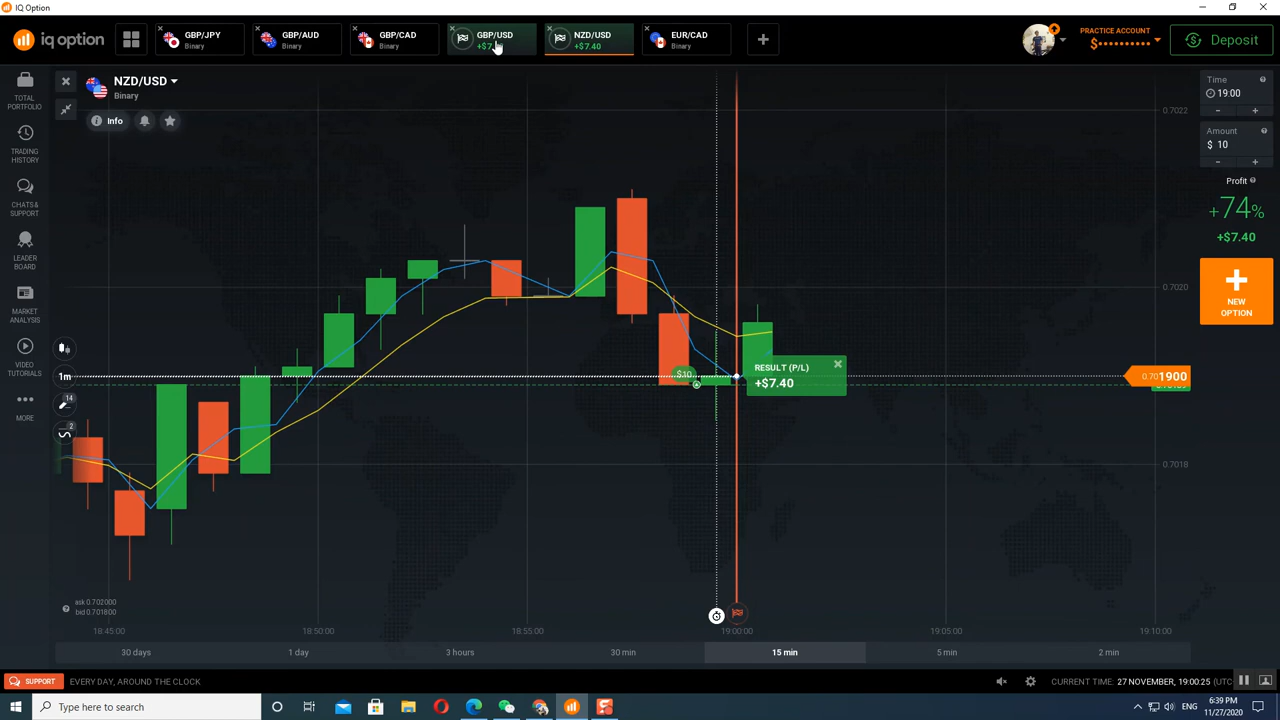 IQ Option
iq option
GBP/JPY
Binary
GBP/AUD
Binary
GBP/CAD
Binary
GBP/USD
NZD/USD
+$7.40
EUR/CAD
Binary
PRACTICE ACCOUNT
$••••••••••
Deposit
TOTAL
PORTFOLIO
TRADING
HISTORY
CHATS &
SUPPORT
LEADER
BOARD
MARKET
ANALYSIS
VIDEO
TUTORIALS
MORE
NZD/USD
Binary
Info
1m
14
2
$10
RESULT (P/L)
+$7.40
0.7022
0.7020
0.701900
0.7018
Time
19:00
Amount
$ 10
Profit
+74%
+$7.40
NEW
OPTION
ask 0.702000
bid 0.701800
18:45:00
18:50:00
18:55:00
19:00:00
19:05:00
19:10:00
30 days
1 day
3 hours
30 min
15 min
5 min
2 min
SUPPORT
EVERY DAY, AROUND THE CLOCK
CURRENT TIME: 27 NOVEMBER, 19:00:25 (UTC
Type here to search
ENG
6:39 PM
11/27/2020